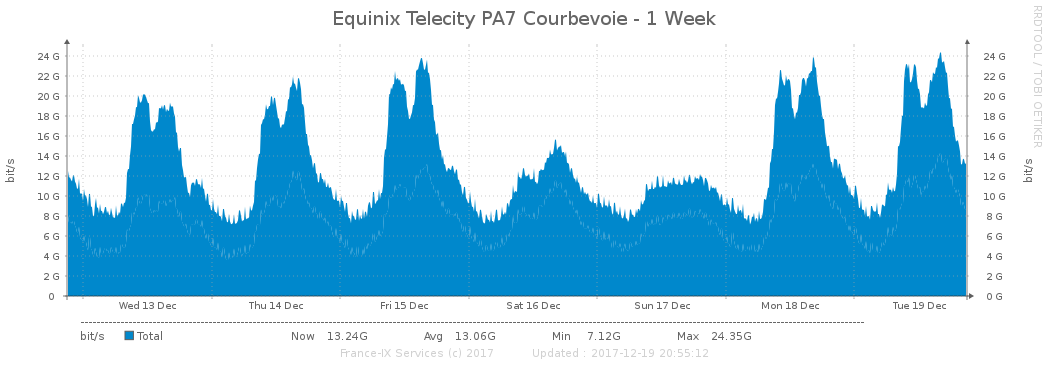 Equinix Telecity PA7 Courbevoie - 1 Week
RRDTOOL / TOBI OETIKER
bit/s
24 G 24 G
22 G 22 G
20 G 20 G
18 G 18 G
16 G 16 G
14 G 14 G
12 G 12 G
10 G 10 G
8 G 8 G
6 G 6 G
4 G 4 G
2 G 2 G
0 0 G
bit/s
Wed 13 Dec Thu 14 Dec Fri 15 Dec Sat 16 Dec Sun 17 Dec Mon 18 Dec Tue 19 Dec
bit/s Total Now 13.24G Avg 13.06G Min 7.12G Max 24.35G
France-IX Services (c) 2017 Updated : 2017-12-19 20:55:12